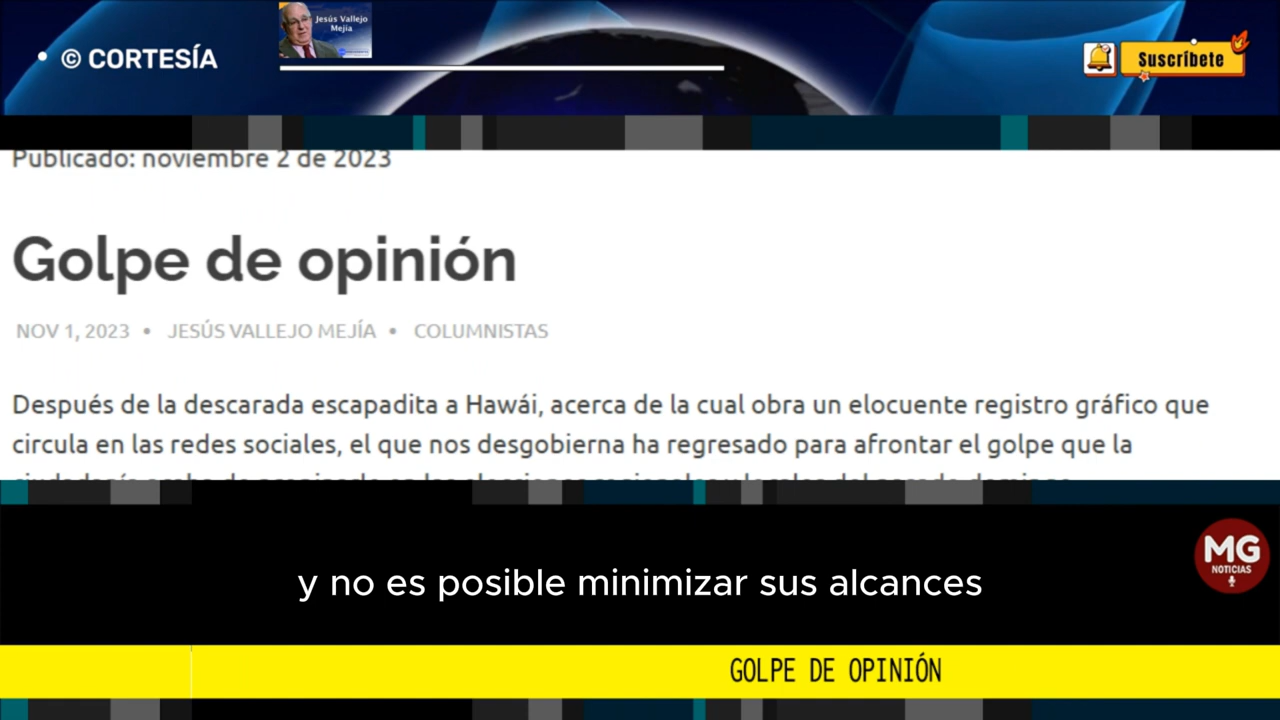 © CORTESÍA
Jesús Vallejo
Mejía
Suscríbete
Publicado: noviembre 2 de 2023
Golpe de opinión
NOV 1, 2023 • JESÚS VALLEJO MEJÍA • COLUMNISTAS
Después de la descarada escapadita a Hawái, acerca de la cual obra un elocuente registro gráfico que
circula en las redes sociales, el que nos desgobierna ha regresado para afrontar el golpe que la
y no es posible minimizar sus alcances
MG
NOTICIAS
GOLPE DE OPINIÓN